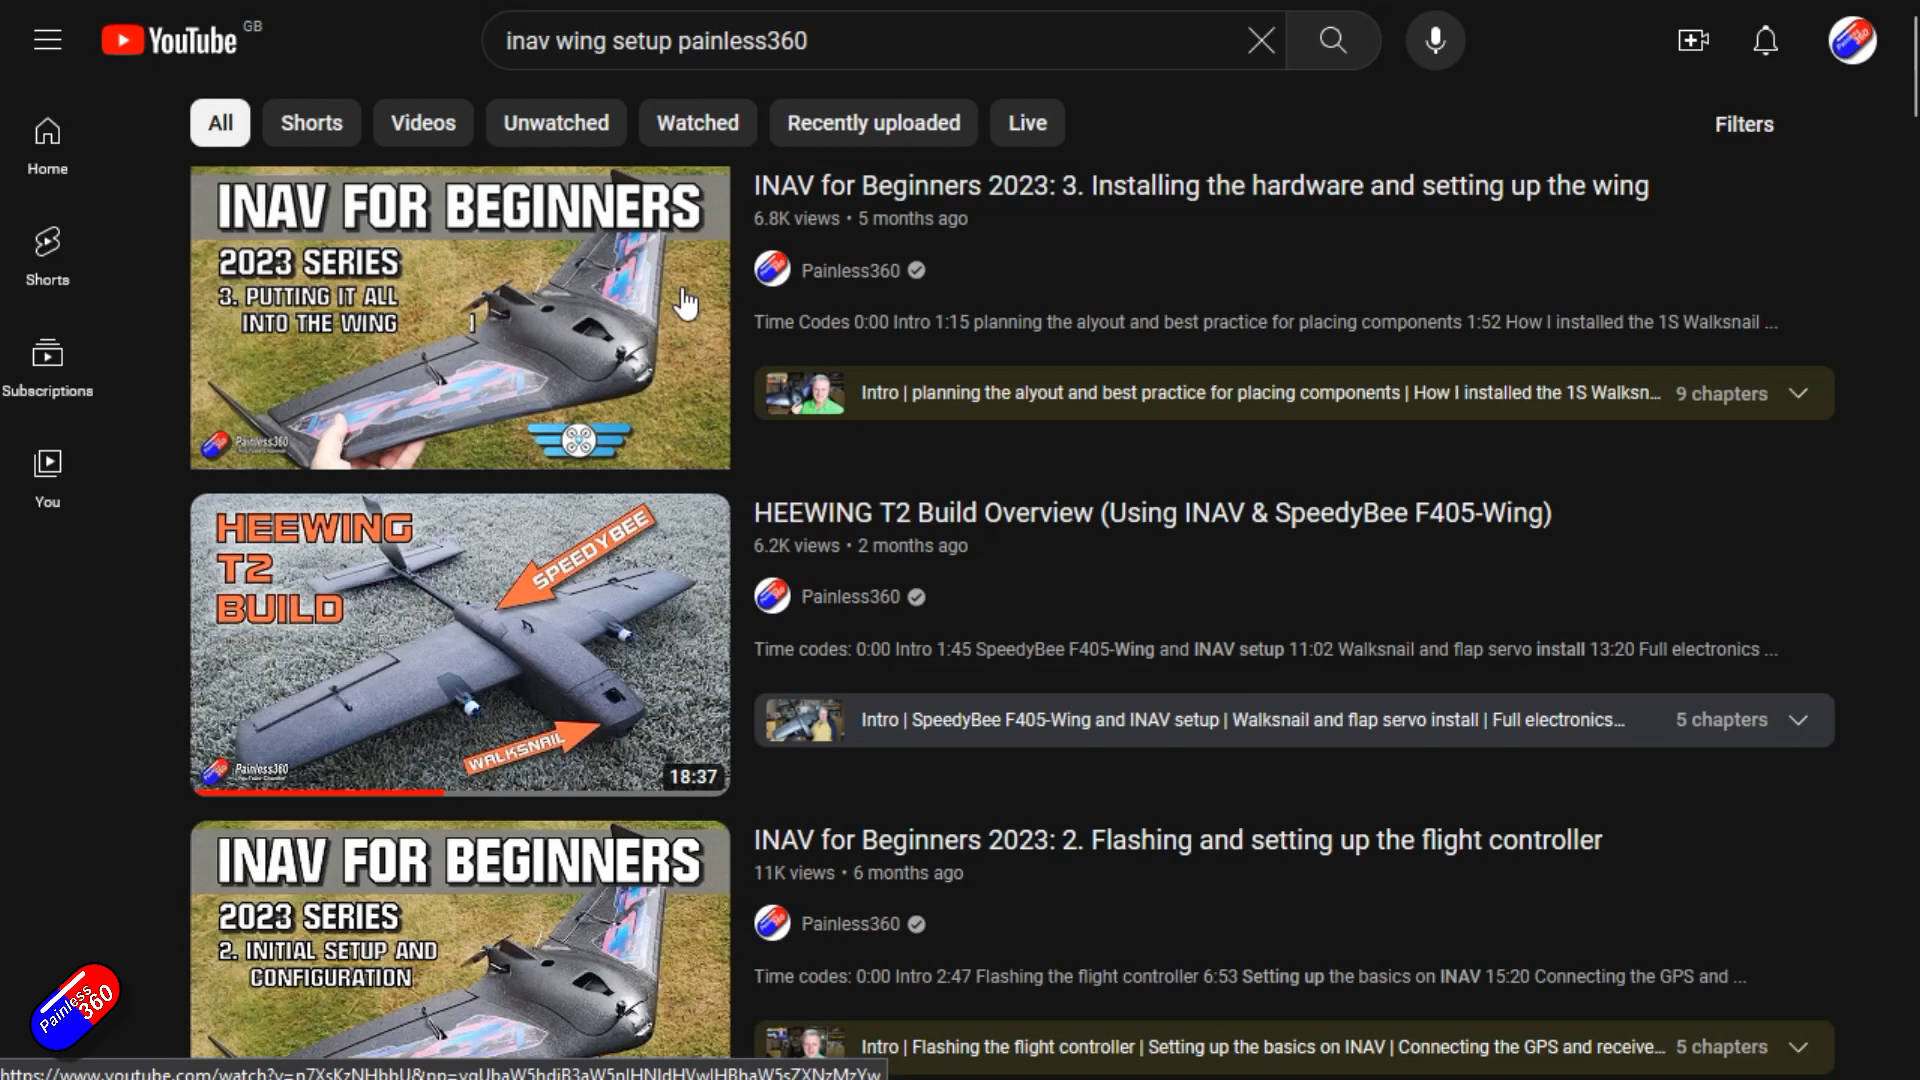 YouTube GB
inav wing setup painless360
All
Shorts
Videos
Unwatched
Watched
Recently uploaded
Live
Filters
Home
Shorts
Subscriptions
You
INAV FOR BEGINNERS
2023 SERIES
3. PUTTING IT ALL
INTO THE WING
Painless360
INAV for Beginners 2023: 3. Installing the hardware and setting up the wing
6.8K views • 5 months ago
Painless360
Time Codes 0:00 Intro 1:15 planning the alyout and best practice for placing components 1:52 How I installed the 1S Walksnail ...
Intro | planning the alyout and best practice for placing components | How I installed the 1S Walksn... 9 chapters
HEEWING
T2
BUILD
SPEEDYBEE
WALKSNAIL
Painless360
18:37
HEEWING T2 Build Overview (Using INAV & SpeedyBee F405-Wing)
6.2K views • 2 months ago
Painless360
Time codes: 0:00 Intro 1:45 SpeedyBee F405-Wing and INAV setup 11:02 Walksnail and flap servo install 13:20 Full electronics ...
Intro | SpeedyBee F405-Wing and INAV setup | Walksnail and flap servo install | Full electronics... 5 chapters
INAV FOR BEGINNERS
2023 SERIES
2. INITIAL SETUP AND
CONFIGURATION
INAV for Beginners 2023: 2. Flashing and setting up the flight controller
11K views • 6 months ago
Painless360
Time codes: 0:00 Intro 2:47 Flashing the flight controller 6:53 Setting up the basics on INAV 15:20 Connecting the GPS and ...
Intro | Flashing the flight controller | Setting up the basics on INAV | Connecting the GPS and receive... 5 chapters
Painless
360